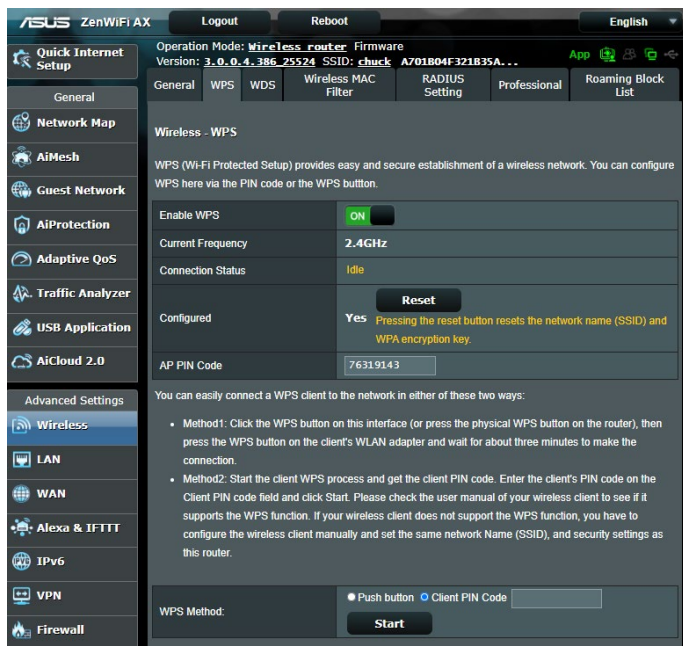 ASUS ZenWiFi AX Logout Reboot English
Quick Internet Setup
Operation Mode: Wireless router Firmware
Version: 3.0.0.4.386_25524 SSID: chuck A701B04F321B35A...
App
General WPS WDS Wireless MAC Filter RADIUS Setting Professional Roaming Block List
General
Network Map
AiMesh
Guest Network
AiProtection
Adaptive QoS
Traffic Analyzer
USB Application
AiCloud 2.0
Advanced Settings
Wireless
LAN
WAN
Alexa & IFTTT
IPv6
VPN
Firewall
Wireless - WPS
WPS (Wi-Fi Protected Setup) provides easy and secure establishment of a wireless network. You can configure
WPS here via the PIN code or the WPS buttton.
Enable WPS ON
Current Frequency 2.4GHz
Connection Status Idle
Configured Yes Reset
Pressing the reset button resets the network name (SSID) and
WPA encryption key.
AP PIN Code 76319143
You can easily connect a WPS client to the network in either of these two ways:
• Method1: Click the WPS button on this interface (or press the physical WPS button on the router), then
press the WPS button on the client's WLAN adapter and wait for about three minutes to make the
connection.
• Method2: Start the client WPS process and get the client PIN code. Enter the client's PIN code on the
Client PIN code field and click Start. Please check the user manual of your wireless client to see if it
supports the WPS function. If your wireless client does not support the WPS function, you have to
configure the wireless client manually and set the same network Name (SSID), and security settings as
this router.
WPS Method: Push button Client PIN Code
Start